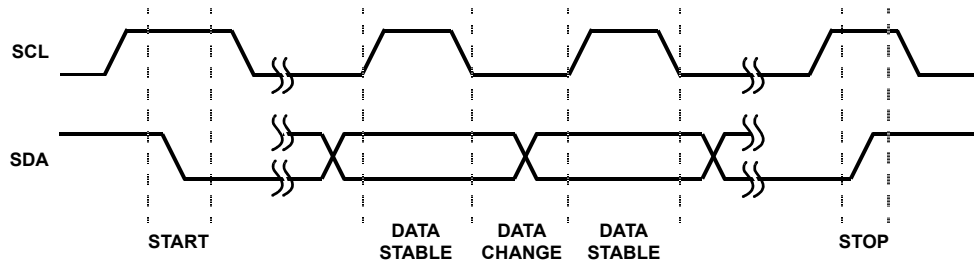 SCL
SDA
START
DATA
STABLE
DATA
CHANGE
DATA
STABLE
STOP